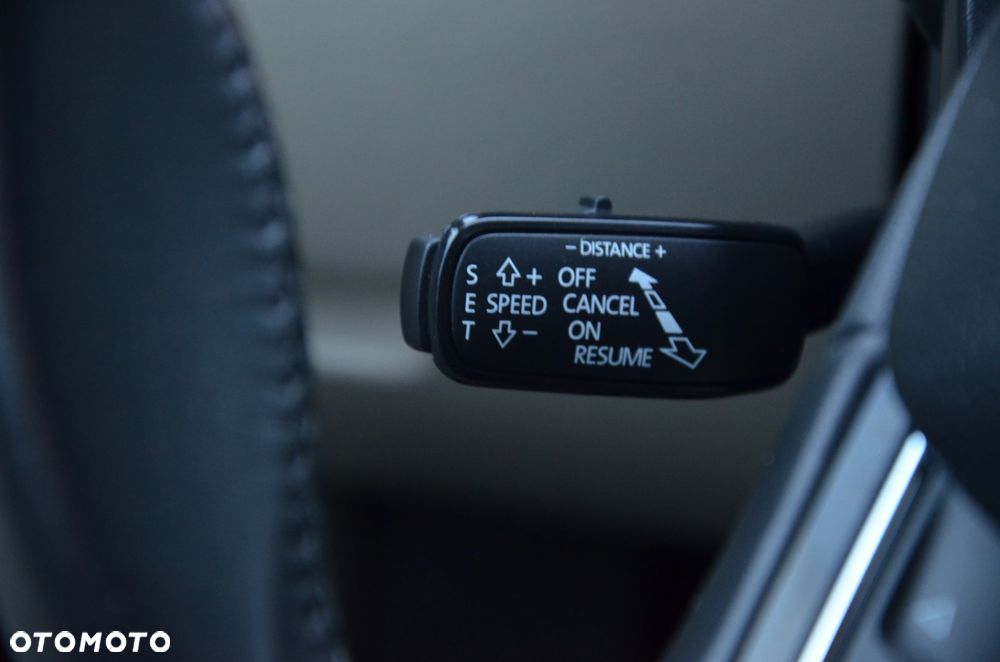 - DISTANCE +
S + OFF
E SPEED CANCEL
T - ON
RESUME
OTOMOTO